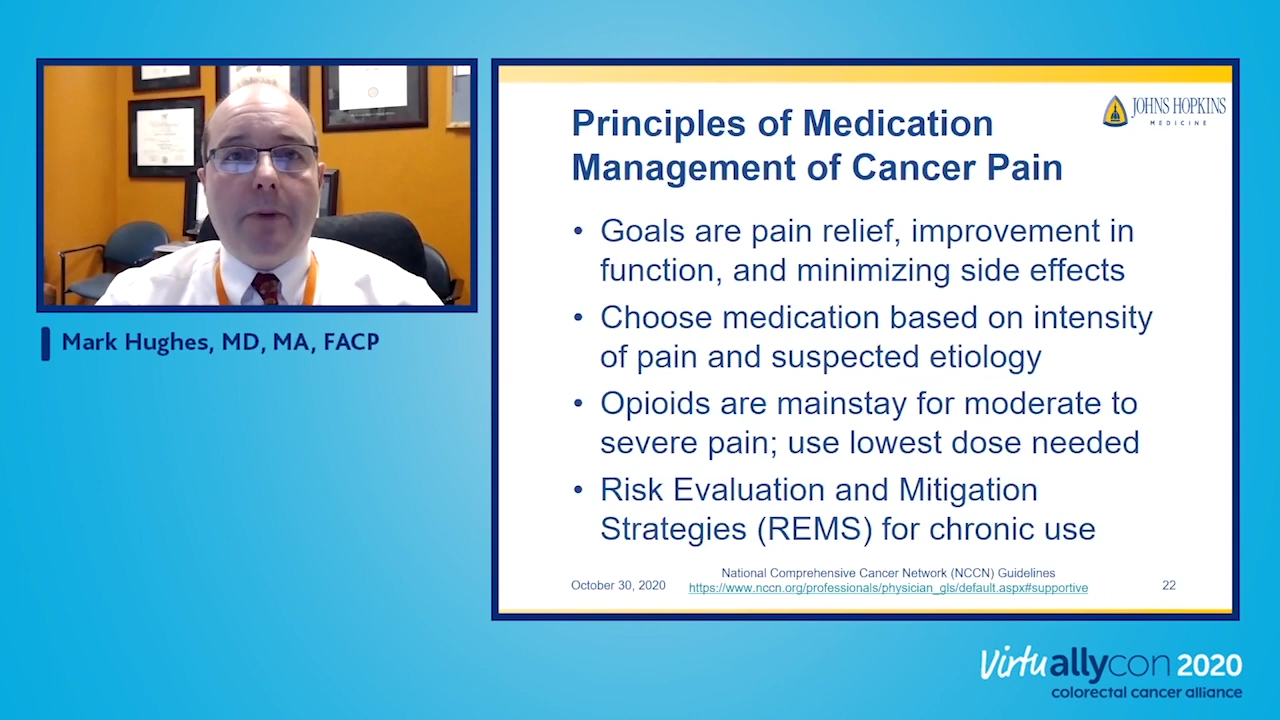 Mark Hughes, MD, MA, FACP
Principles of Medication
Management of Cancer Pain
JOHNS HOPKINS
MEDICINE
• Goals are pain relief, improvement in
function, and minimizing side effects
• Choose medication based on intensity
of pain and suspected etiology
• Opioids are mainstay for moderate to
severe pain; use lowest dose needed
• Risk Evaluation and Mitigation
Strategies (REMS) for chronic use
October 30, 2020
National Comprehensive Cancer Network (NCCN) Guidelines
https://www.nccn.org/professionals/physician_gls/default.aspx#supportive
22
Virtuallycon 2020
colorectal cancer alliance